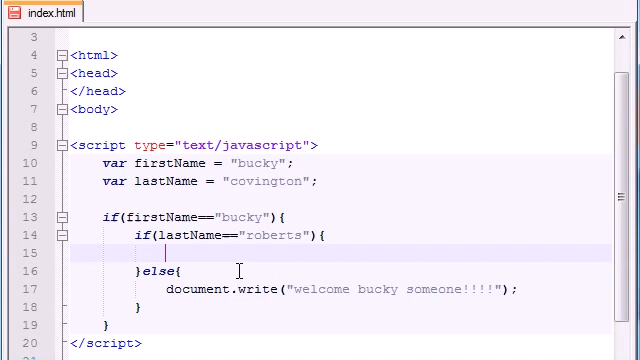 index.html
3
4 <html>
5 <head>
6 </head>
7 <body>
8
9 <script type="text/javascript">
10 var firstName = "bucky";
11 var lastName = "covington";
12
13 if(firstName=="bucky"){
14 if(lastName=="roberts"){
15
16 }else{
17 document.write("welcome bucky someone!!!!");
18 }
19 }
20 </script>